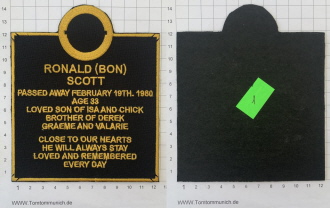 RONALD (BON)
SCOTT
PASSED AWAY FEBRUARY 19TH. 1980
AGE 33
LOVED SON OF ISA AND CHICK
BROTHER OF DEREK
GRAEME AND VALARIE
CLOSE TO OUR HEARTS
HE WILL ALWAYS STAY
LOVED AND REMEMBERED
EVERY DAY
© www.Torntommunich.de
© www.Torntommunich.de